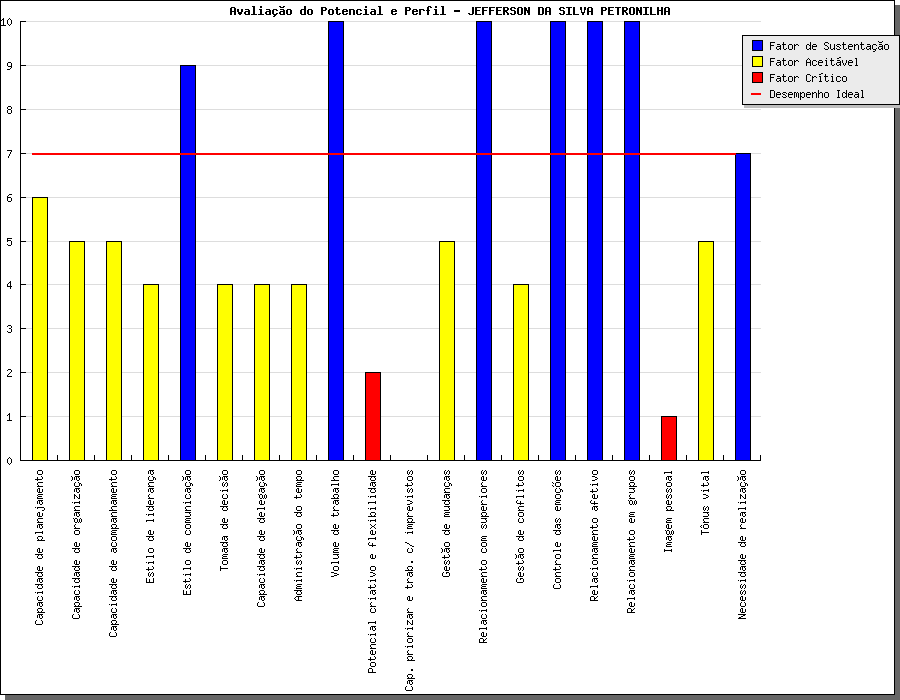 Avaliação do Potencial e Perfil - JEFFERSON DA SILVA PETRONILHA
Fator de Sustentação
Fator Aceitável
Fator Crítico
Desempenho Ideal
10
9
8
7
6
5
4
3
2
1
0
Capacidade de planejamento
Capacidade de organização
Capacidade de acompanhamento
Estilo de liderança
Estilo de comunicação
Tomada de decisão
Capacidade de delegação
Administração do tempo
Volume de trabalho
Potencial criativo e flexibilidade
Cap. priorizar e trab. c/ imprevistos
Gestão de mudanças
Relacionamento com superiores
Gestão de conflitos
Controle das emoções
Relacionamento afetivo
Relacionamento em grupos
Imagem pessoal
Tônus vital
Necessidade de realização